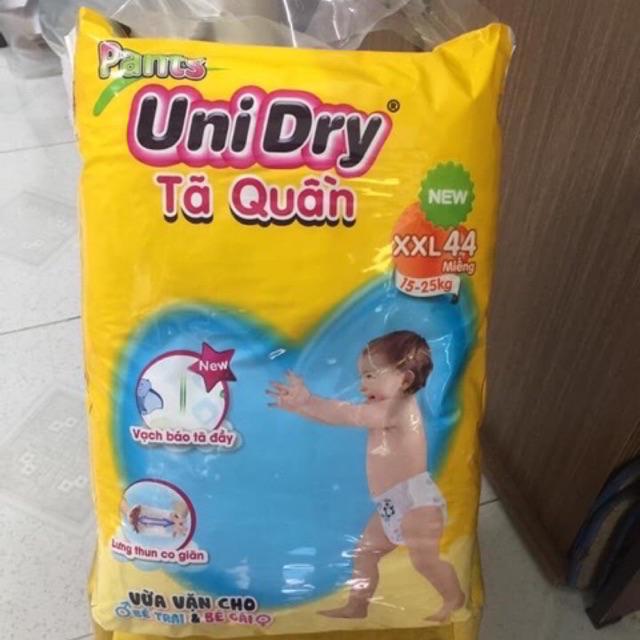 Pants
UniDry®
Tã Quần
NEW
XXL 44
Miếng
15-25kg
New
Vạch báo tã đầy
Lưng thun co giãn
VỪA VẶN CHO
BÉ TRAI & BÉ GÁI